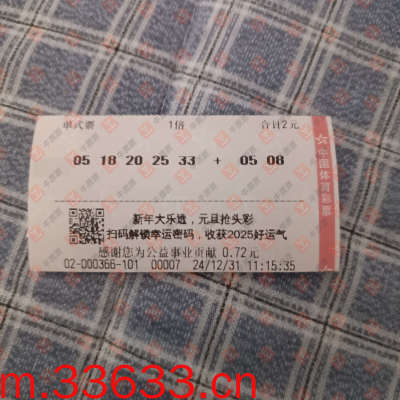 单式票 1倍 合计2元
05 18 20 25 33 + 05 08
新年大乐透，元旦抢头彩
扫码解锁幸运密码，收获2025好运气
感谢您为公益事业贡献 0.72元
02-000366-101 00007 24/12/31 11:15:35
中国体育彩票
m.33633.cn